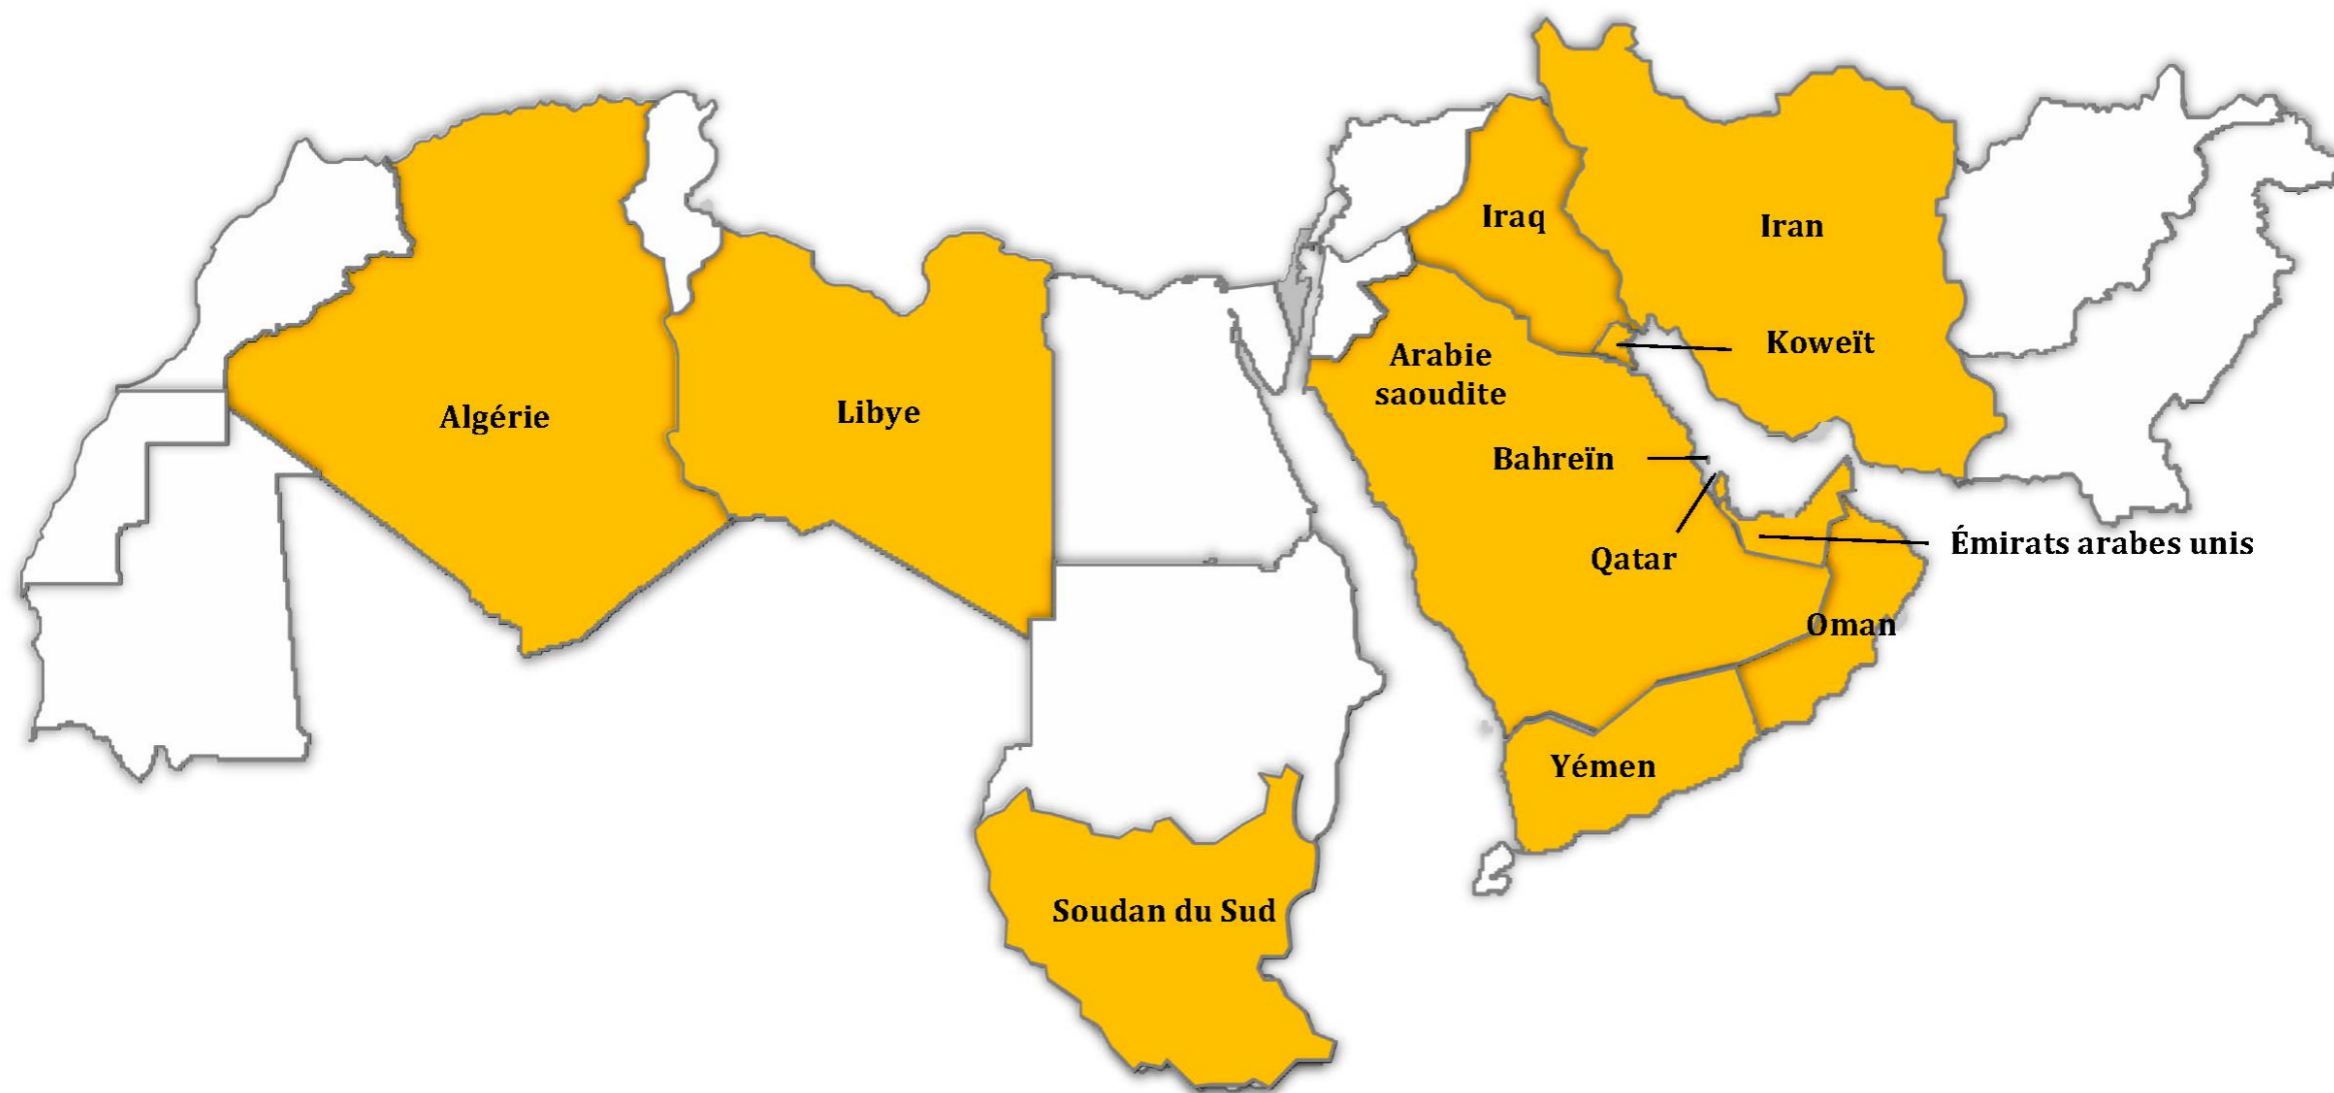 Iraq
Iran
Koweït
Arabie
saoudite
Algérie
Libye
Bahreïn
Qatar
Émirats arabes unis
Oman
Yémen
Soudan du Sud